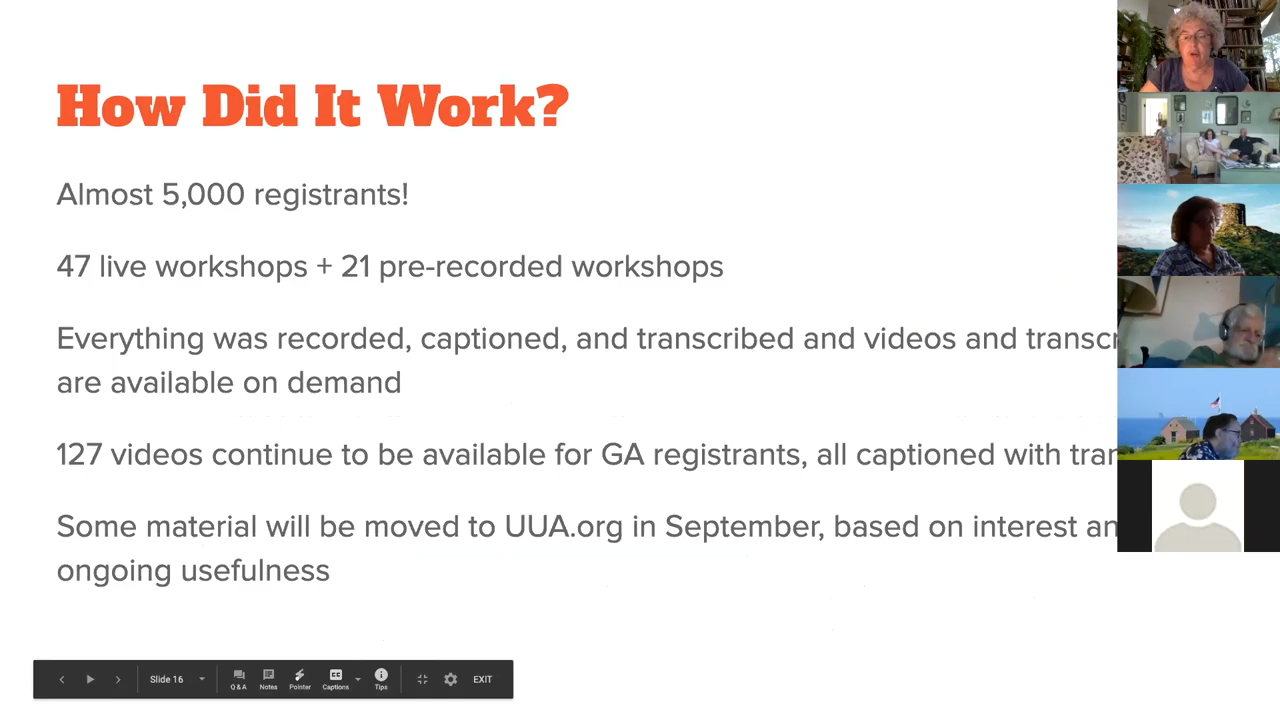 How Did It Work?
Almost 5,000 registrants!
47 live workshops + 21 pre-recorded workshops
Everything was recorded, captioned, and transcribed and videos and
are available on demand
127 videos continue to be available for GA registrants, all captioned with
Some material will be moved to UUA.org in September, based on interest
ongoing usefulness
Slide 16
Q&A Notes Pointer Captions Tips EXIT
CC